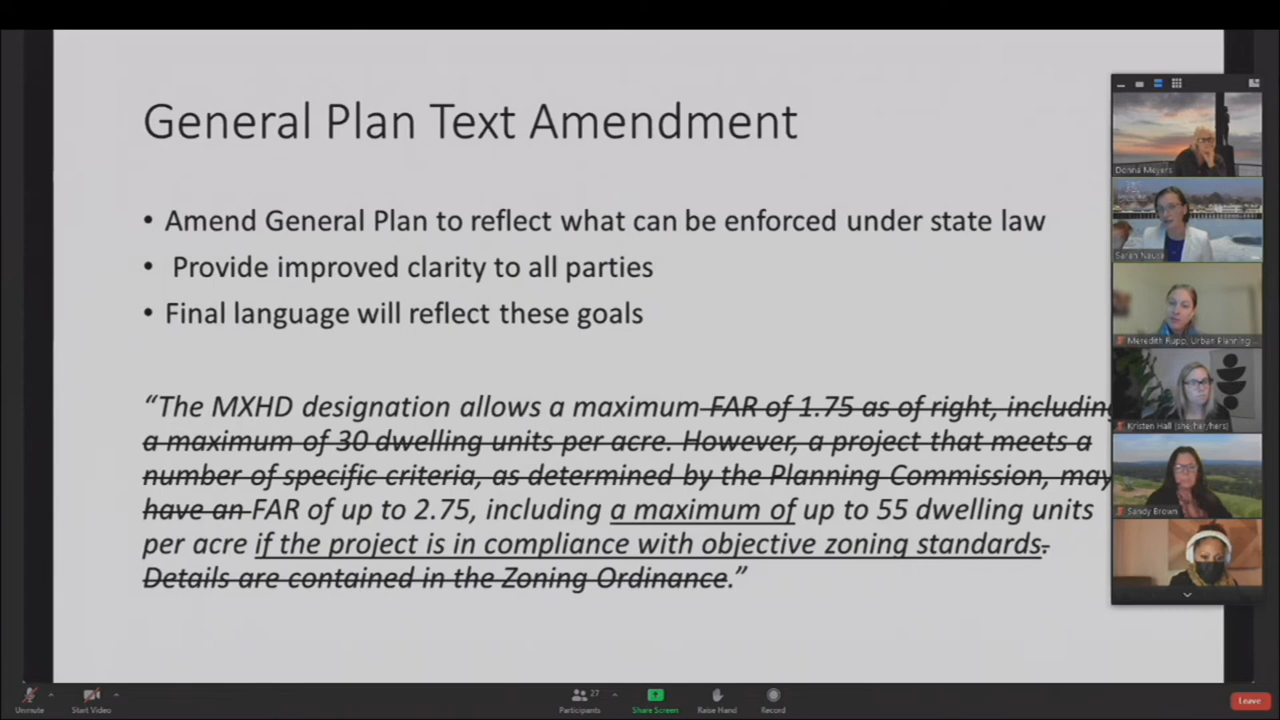 General Plan Text Amendment
• Amend General Plan to reflect what can be enforced under state law
• Provide improved clarity to all parties
• Final language will reflect these goals
“The MXHD designation allows a maximum FAR of 1.75 as of right, including
a maximum of 30 dwelling units per acre. However, a project that meets a
number of specific criteria, as determined by the Planning Commission, may
have an FAR of up to 2.75, including a maximum of up to 55 dwelling units
per acre if the project is in compliance with objective zoning standards.
Details are contained in the Zoning Ordinance.”
Donna Meyers
Sarah Neuse
Meredith Rupp, Urban Planning ...
Kristen Hall (she/her/hers)
Sandy Brown
Unmute
Start Video
27
Participants
Share Screen
Raise Hand
Record
Leave